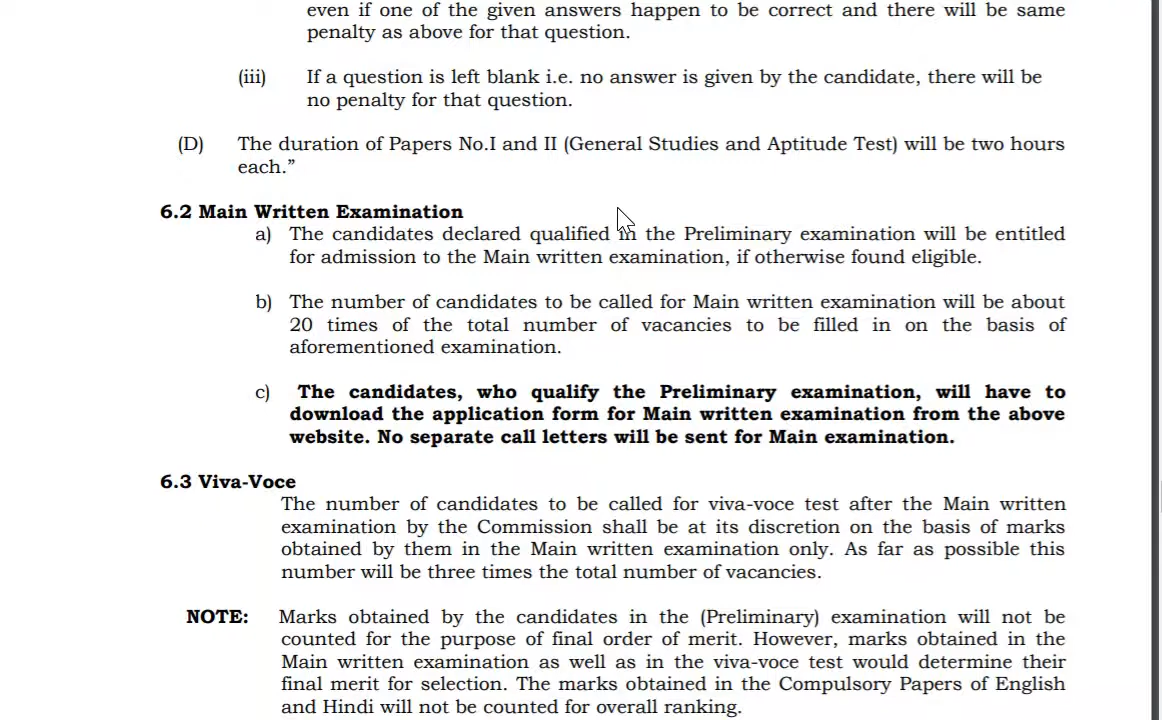 even if one of the given answers happen to be correct and there will be same
penalty as above for that question.
(iii) If a question is left blank i.e. no answer is given by the candidate, there will be
no penalty for that question.
(D) The duration of Papers No.I and II (General Studies and Aptitude Test) will be two hours
each.”
6.2 Main Written Examination
a) The candidates declared qualified in the Preliminary examination will be entitled
for admission to the Main written examination, if otherwise found eligible.
b) The number of candidates to be called for Main written examination will be about
20 times of the total number of vacancies to be filled in on the basis of
aforementioned examination.
c) The candidates, who qualify the Preliminary examination, will have to
download the application form for Main written examination from the above
website. No separate call letters will be sent for Main examination.
6.3 Viva-Voce
The number of candidates to be called for viva-voce test after the Main written
examination by the Commission shall be at its discretion on the basis of marks
obtained by them in the Main written examination only. As far as possible this
number will be three times the total number of vacancies.
NOTE: Marks obtained by the candidates in the (Preliminary) examination will not be
counted for the purpose of final order of merit. However, marks obtained in the
Main written examination as well as in the viva-voce test would determine their
final merit for selection. The marks obtained in the Compulsory Papers of English
and Hindi will not be counted for overall ranking.